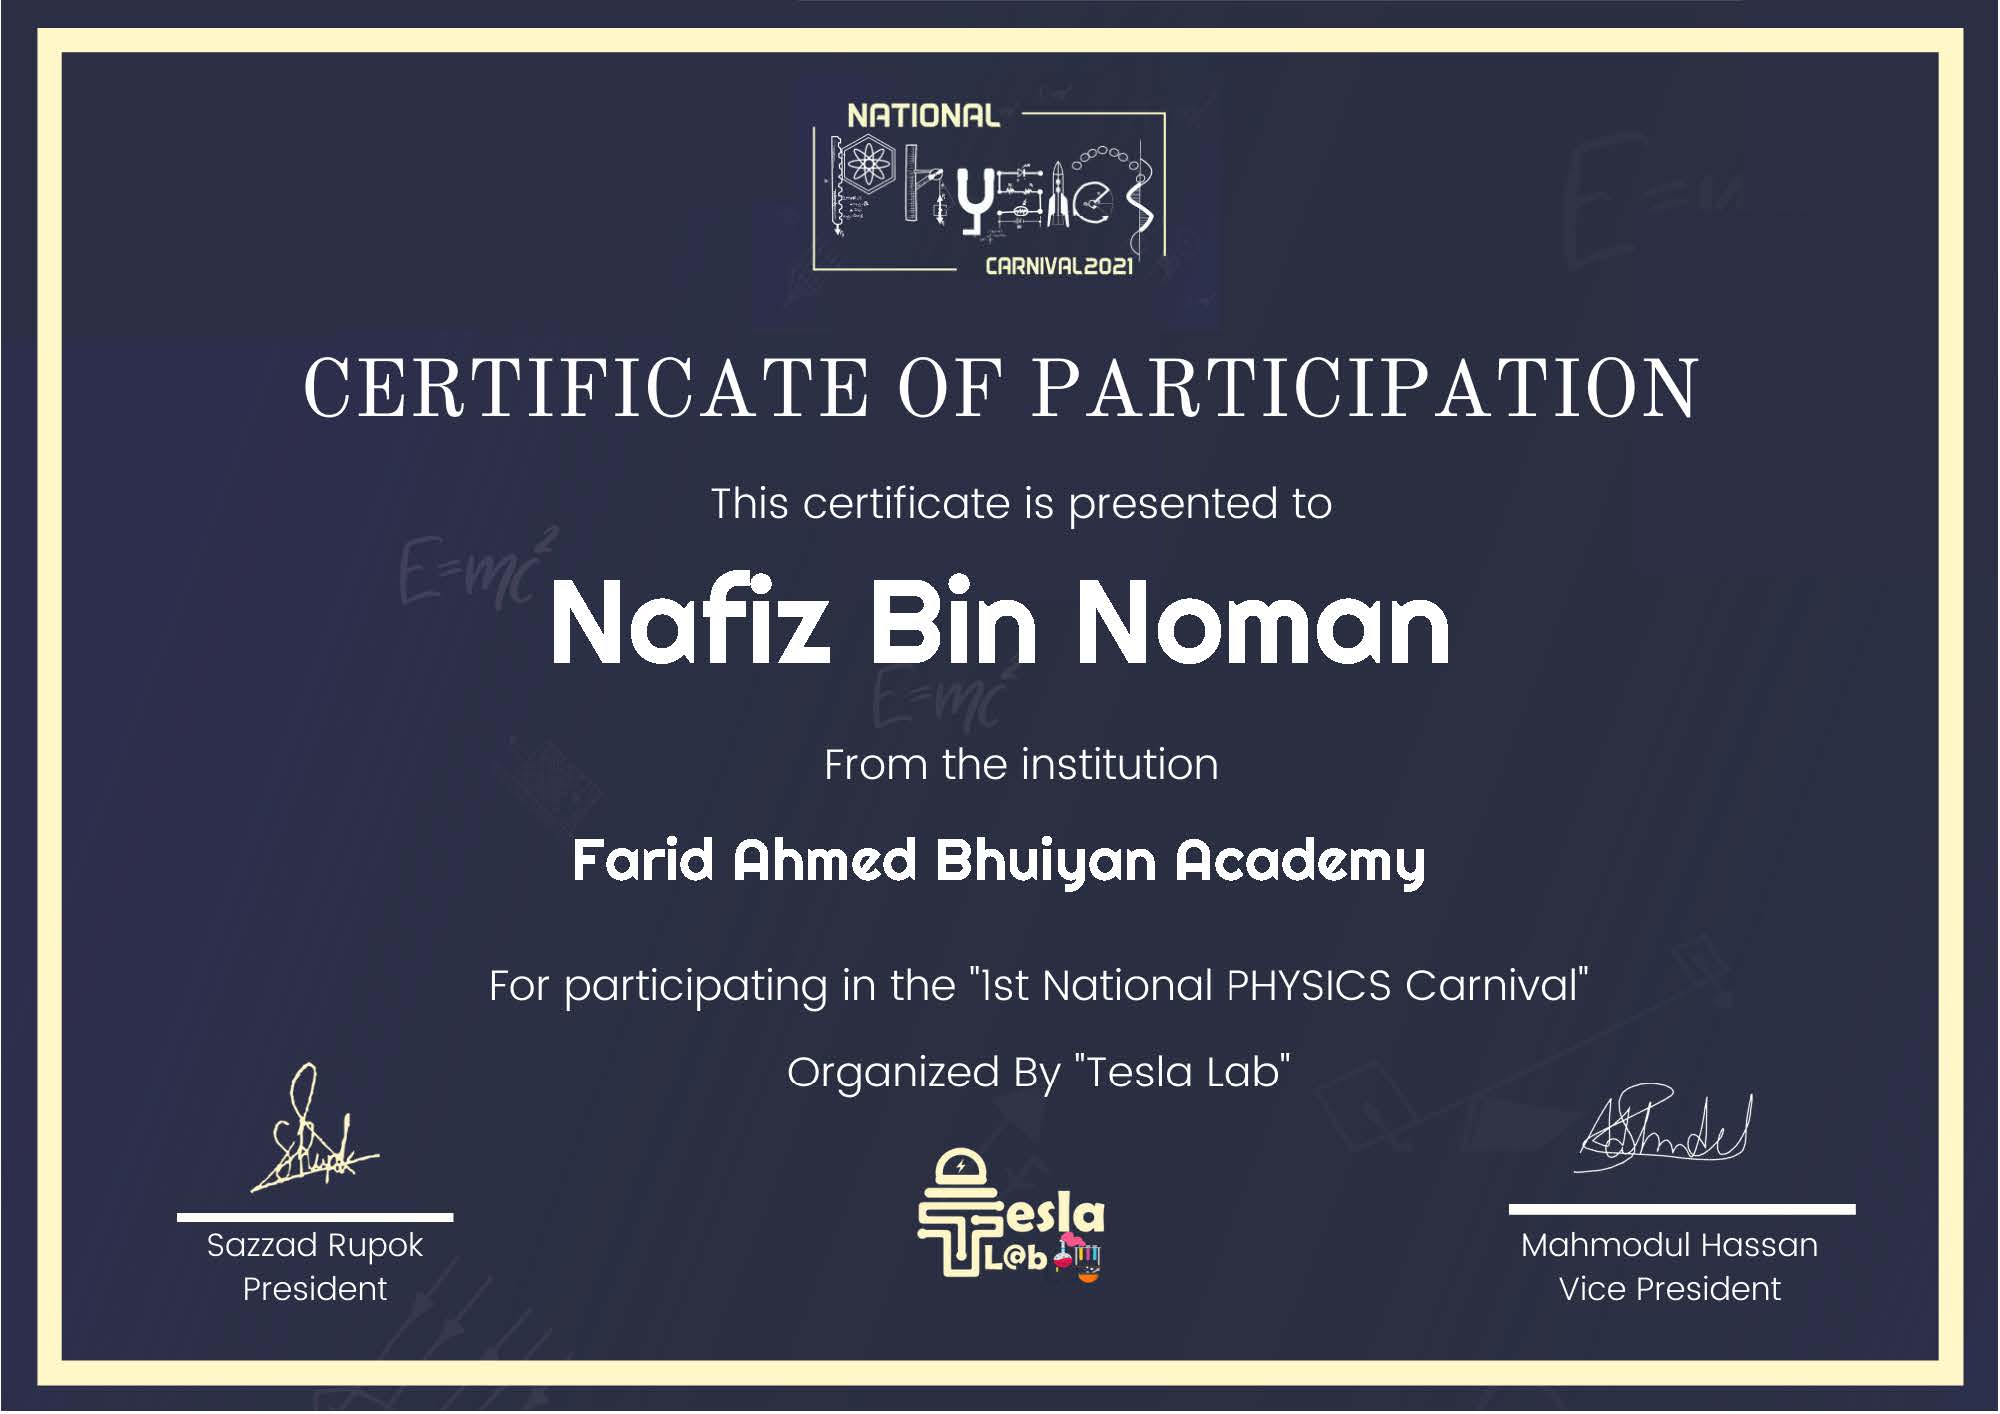 NATIONAL
Physics
CARNIVAL2021
CERTIFICATE OF PARTICIPATION
This certificate is presented to
E=mc²
Nafiz Bin Noman
E=mc²
From the institution
Farid Ahmed Bhuiyan Academy
For participating in the "1st National PHYSICS Carnival"
Organized By "Tesla Lab"
Tesla
L@b
Sazzad Rupok
President
Mahmodul Hassan
Vice President